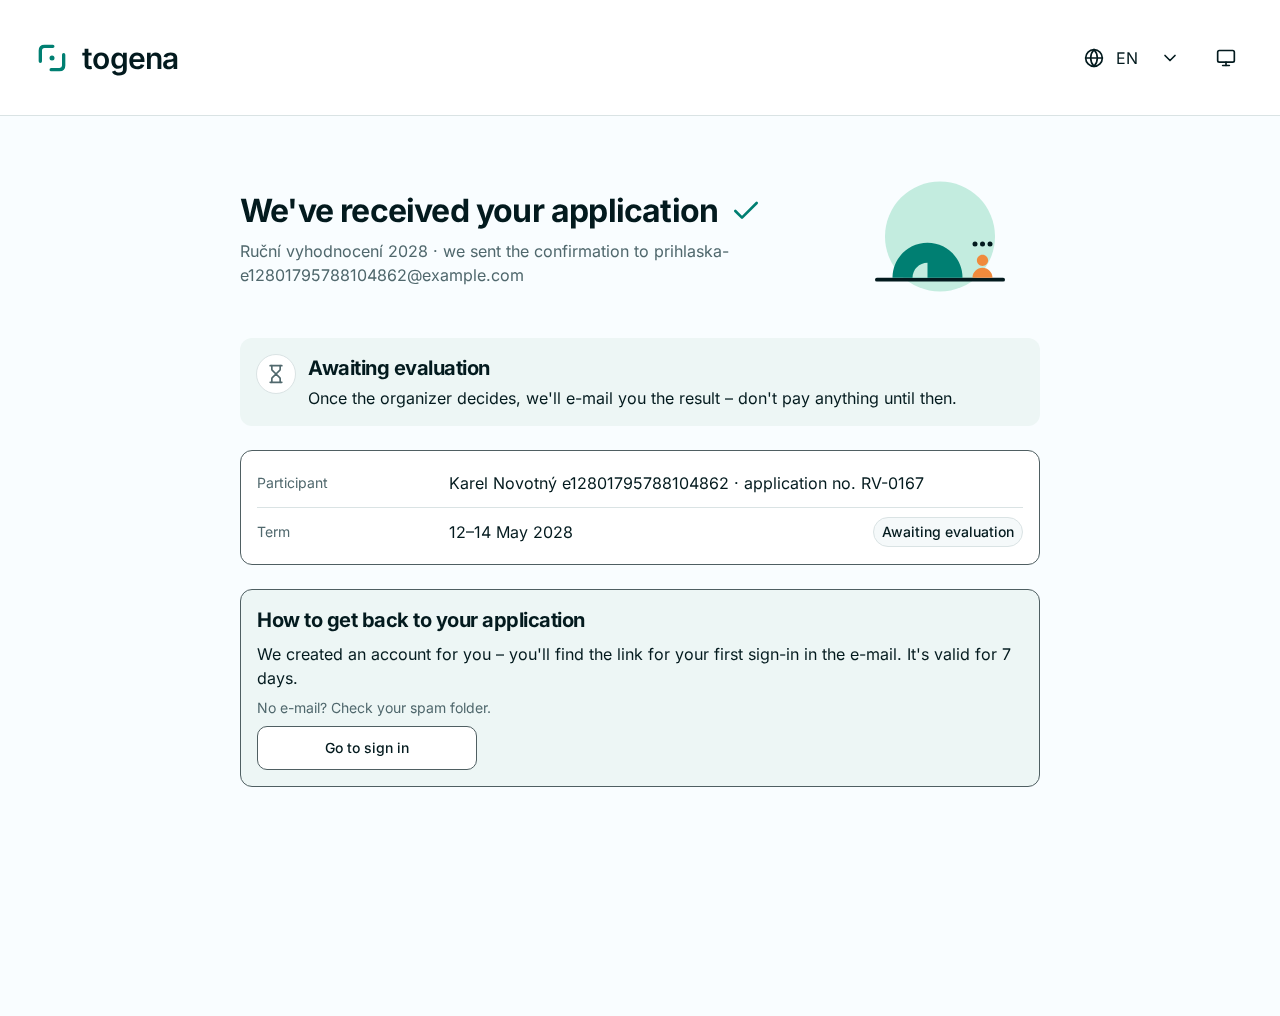 togena
EN
We've received your application
Ruční vyhodnocení 2028 · we sent the confirmation to prihlaska-
e12801795788104862@example.com
Awaiting evaluation
Once the organizer decides, we'll e-mail you the result – don't pay anything until then.
Participant
Karel Novotný e12801795788104862 · application no. RV-0167
Term
12–14 May 2028
Awaiting evaluation
How to get back to your application
We created an account for you – you'll find the link for your first sign-in in the e-mail. It's valid for 7
days.
No e-mail? Check your spam folder.
Go to sign in